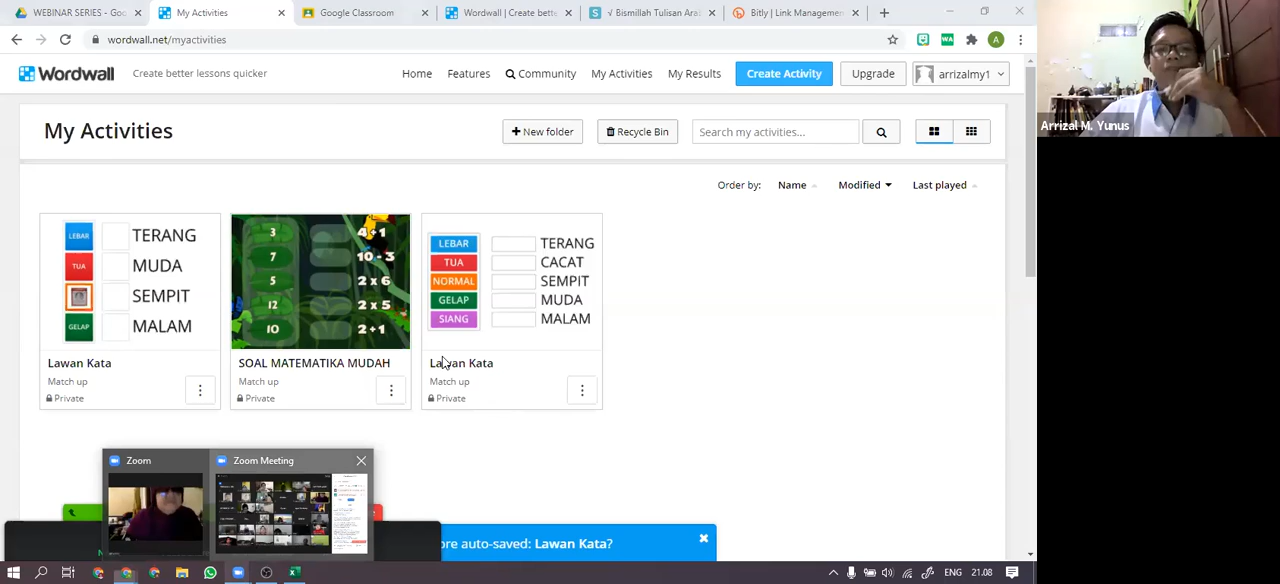 WEBINAR SERIES - Goo
My Activities
Google Classroom
Wordwall | Create bette
√ Bismillah Tulisan Ara
Bitly | Link Managemen
wordwall.net/myactivities
WA
A
Wordwall
Create better lessons quicker
Home
Features
Community
My Activities
My Results
Create Activity
Upgrade
arrizalmy1
Arrizal M. Yunus
My Activities
New folder
Recycle Bin
Search my activities...
Order by:
Name
Modified
Last played
LEBAR
TERANG
TUA
MUDA
SEMPIT
GELAP
MALAM
Lawan Kata
Match up
Private
3
4+1
7
10 - 3
5
2 x 6
12
2 x 5
10
2 + 1
SOAL MATEMATIKA MUDAH
Match up
Private
LEBAR
TERANG
TUA
CACAT
NORMAL
SEMPIT
GELAP
MUDA
SIANG
MALAM
Lawan Kata
Match up
Private
Zoom
Zoom Meeting
ore auto-saved: Lawan Kata?
ENG
21.08